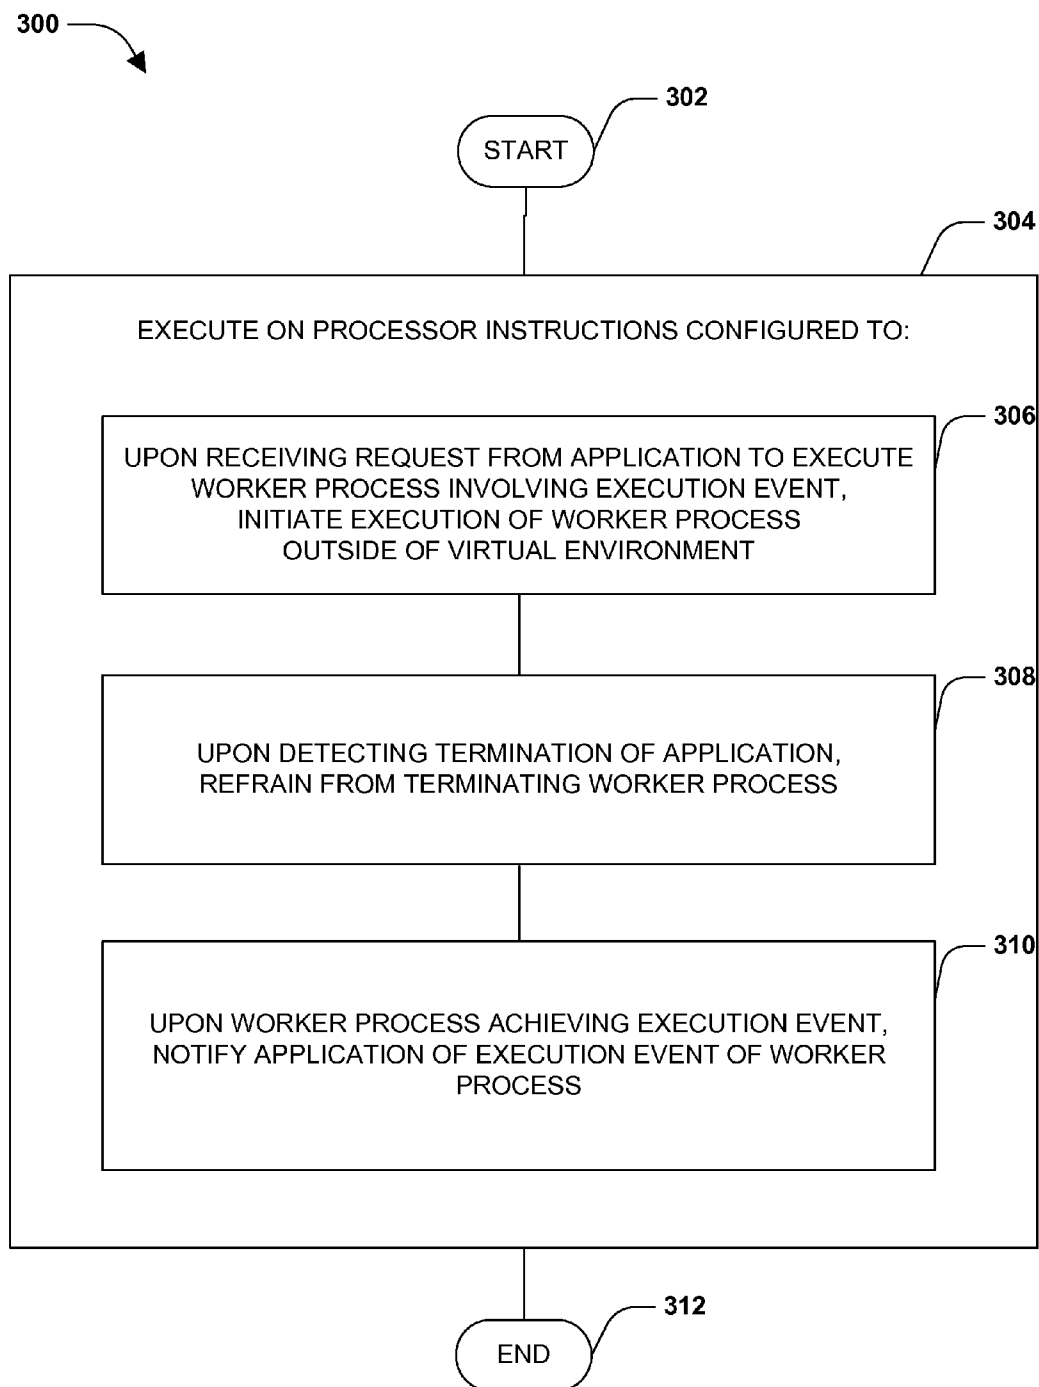 300
302
START
304
EXECUTE ON PROCESSOR INSTRUCTIONS CONFIGURED TO:
306
UPON RECEIVING REQUEST FROM APPLICATION TO EXECUTE
WORKER PROCESS INVOLVING EXECUTION EVENT,
INITIATE EXECUTION OF WORKER PROCESS
OUTSIDE OF VIRTUAL ENVIRONMENT
308
UPON DETECTING TERMINATION OF APPLICATION,
REFRAIN FROM TERMINATING WORKER PROCESS
310
UPON WORKER PROCESS ACHIEVING EXECUTION EVENT,
NOTIFY APPLICATION OF EXECUTION EVENT OF WORKER
PROCESS
312
END